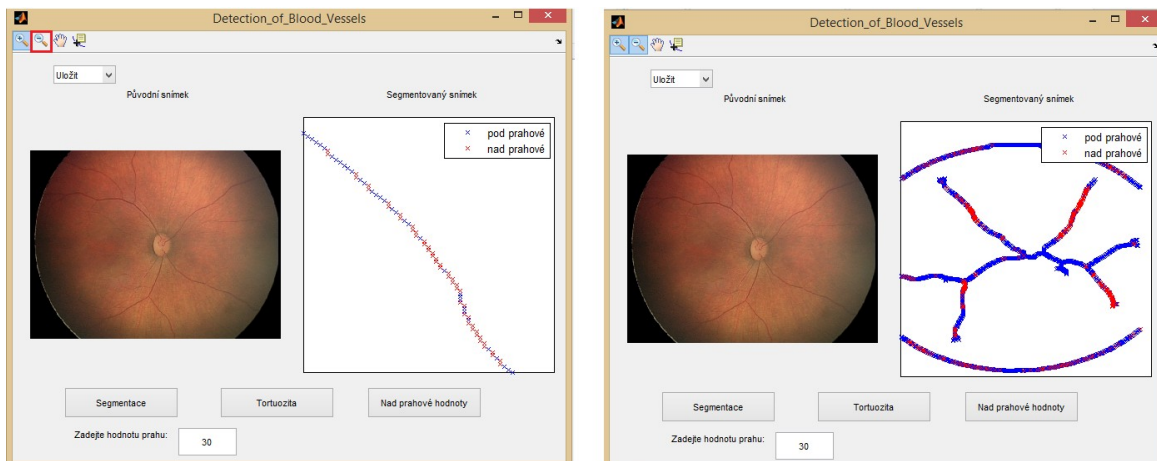 Detection_of_Blood_Vessels
Uložit
Původní snímek
Segmentovaný snímek
pod prahové
nad prahové
Segmentace
Tortuozita
Nad prahové hodnoty
Zadejte hodnotu prahu:
30
Detection_of_Blood_Vessels
Uložit
Původní snímek
Segmentovaný snímek
pod prahové
nad prahové
Segmentace
Tortuozita
Nad prahové hodnoty
Zadejte hodnotu prahu:
30